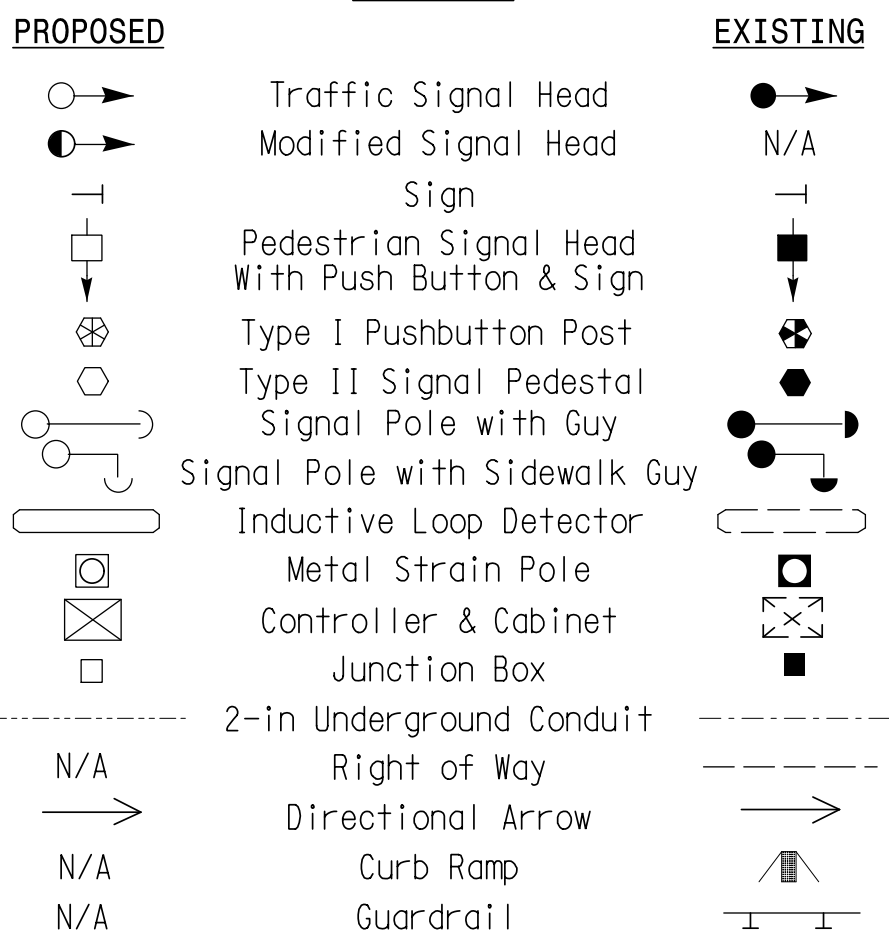 PROPOSED EXISTING
Traffic Signal Head
Modified Signal Head N/A
Sign
Pedestrian Signal Head
With Push Button & Sign
Type I Pushbutton Post
Type II Signal Pedestal
Signal Pole with Guy
Signal Pole with Sidewalk Guy
Inductive Loop Detector
Metal Strain Pole
Controller & Cabinet
Junction Box
2-in Underground Conduit
N/A Right of Way
Directional Arrow
N/A Curb Ramp
N/A Guardrail